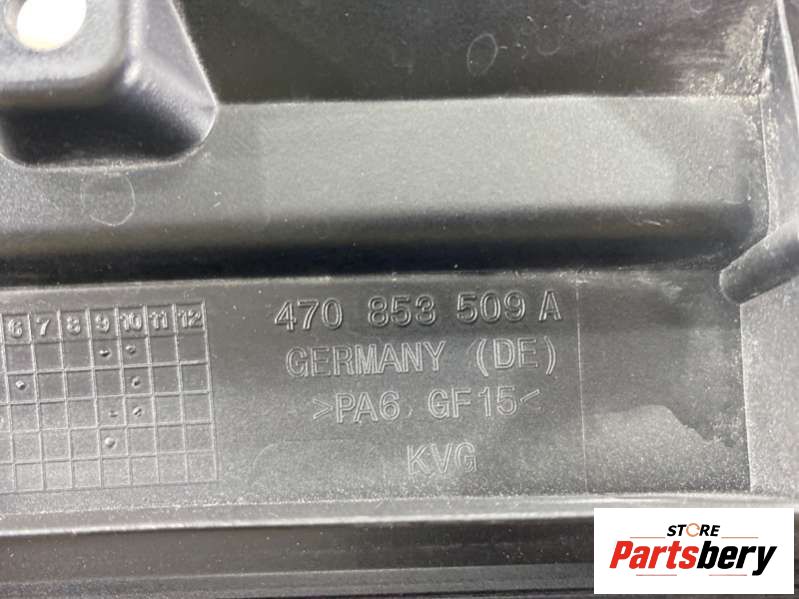 6 7 8 9 10 11 12
470 853 509 A
GERMANY (DE)
>PA6 GF15<
KVG
STORE
Partsbery